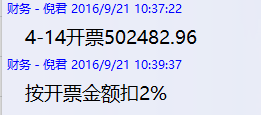 财务 - 倪君 2016/9/21 10:37:22
4-14开票502482.96
财务 - 倪君 2016/9/21 10:39:37
按开票金额扣2%